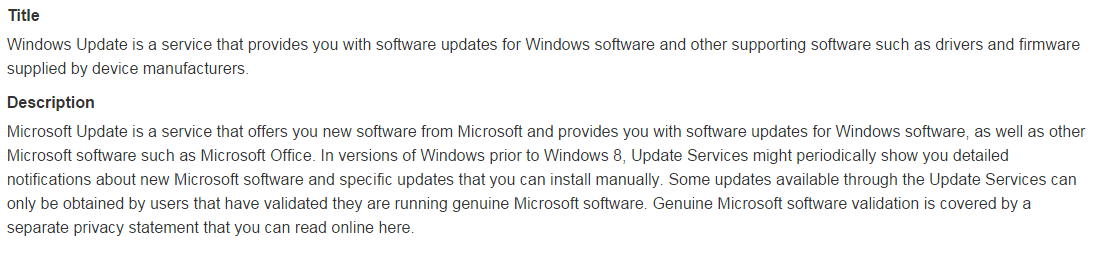 Title
Windows Update is a service that provides you with software updates for Windows software and other supporting software such as drivers and firmware
supplied by device manufacturers.
Description
Microsoft Update is a service that offers you new software from Microsoft and provides you with software updates for Windows software, as well as other
Microsoft software such as Microsoft Office. In versions of Windows prior to Windows 8, Update Services might periodically show you detailed
notifications about new Microsoft software and specific updates that you can install manually. Some updates available through the Update Services can
only be obtained by users that have validated they are running genuine Microsoft software. Genuine Microsoft software validation is covered by a
separate privacy statement that you can read online here.